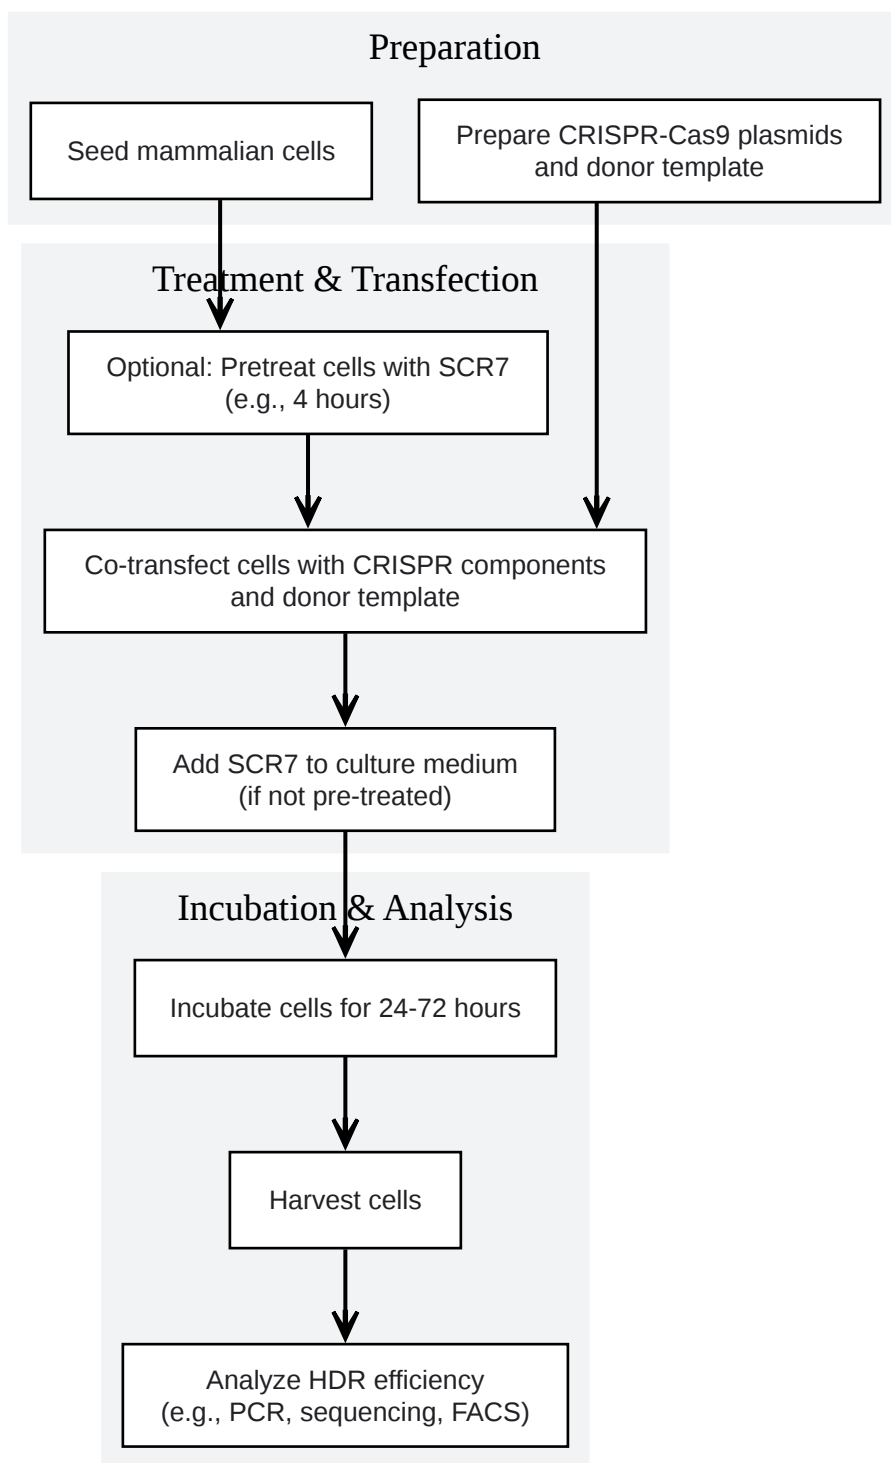 Preparation
Seed mammalian cells
Prepare CRISPR-Cas9 plasmids
and donor template
Treatment & Transfection
Optional: Pretreat cells with SCR7
(e.g., 4 hours)
Co-transfect cells with CRISPR components
and donor template
Add SCR7 to culture medium
(if not pre-treated)
Incubation & Analysis
Incubate cells for 24-72 hours
Harvest cells
Analyze HDR efficiency
(e.g., PCR, sequencing, FACS)